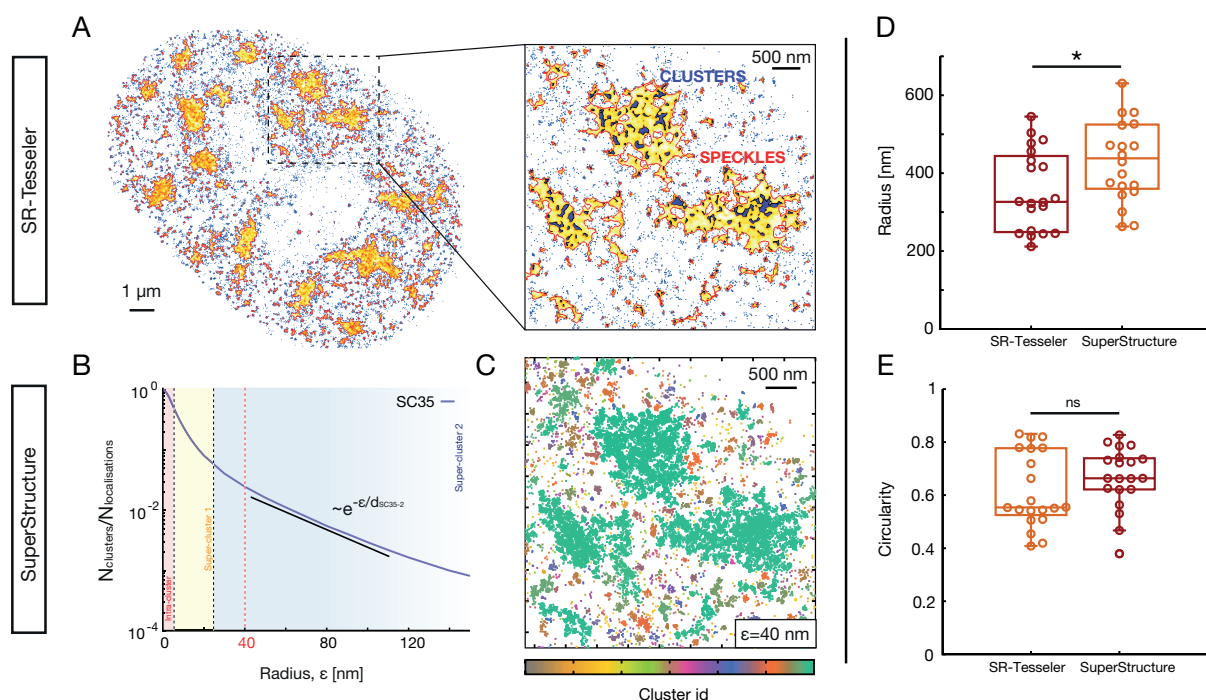 SR-Tesseler
A
500 nm
CLUSTERS
SPECKLES
1 µm
SuperStructure
B
10⁰
10⁻²
10⁻⁴
Nclusters/Nlocalisations
SC35
Intra-cluster
Super-cluster 1
Super-cluster 2
~e^-ε/dSC35-2
0 40 80 120
Radius, ε [nm]
C
500 nm
ε=40 nm
Cluster id
D
*
600
400
200
0
Radius [nm]
SR-Tesseler SuperStructure
E
ns
1
0.8
0.6
0.4
0.2
0
Circularity
SR-Tesseler SuperStructure